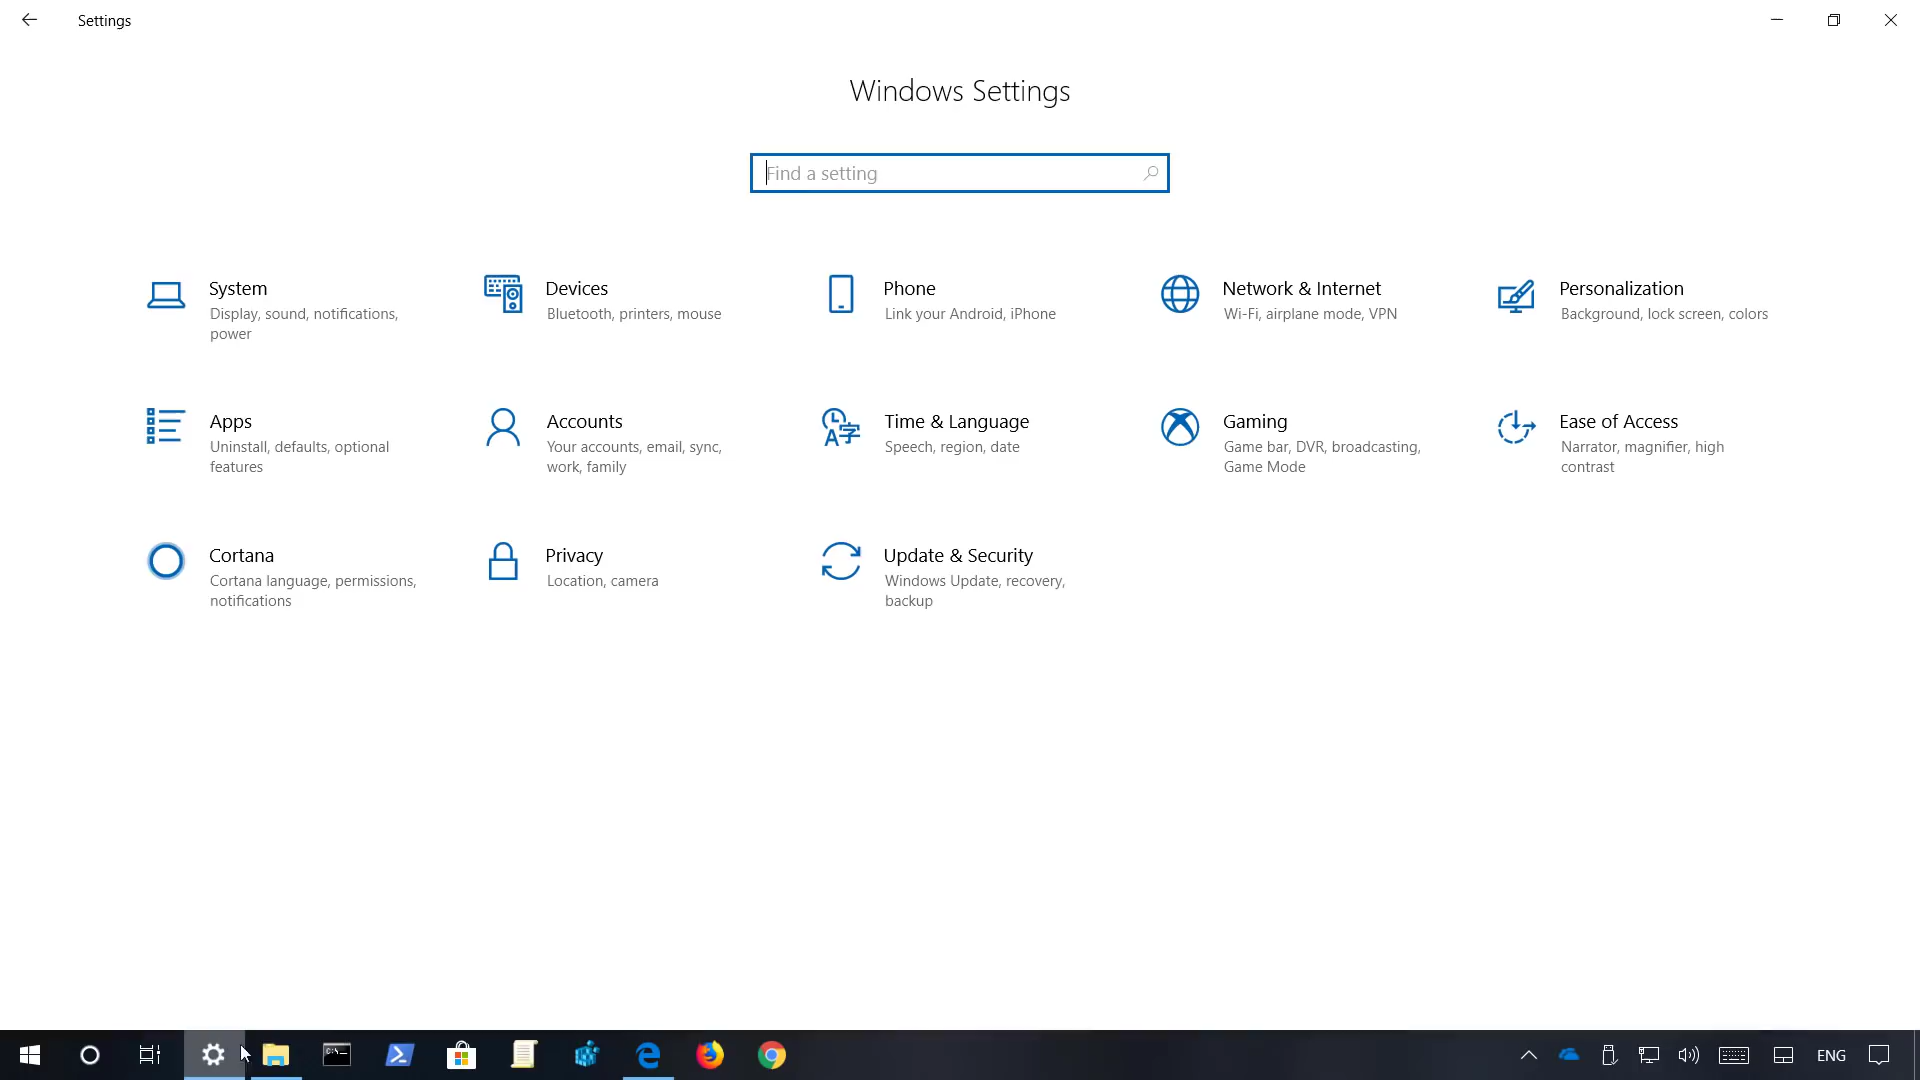 Settings
Windows Settings
Find a setting
System
Display, sound, notifications,
power
Devices
Bluetooth, printers, mouse
Phone
Link your Android, iPhone
Network & Internet
Wi-Fi, airplane mode, VPN
Personalization
Background, lock screen, colors
Apps
Uninstall, defaults, optional
features
Accounts
Your accounts, email, sync,
work, family
Time & Language
Speech, region, date
Gaming
Game bar, DVR, broadcasting,
Game Mode
Ease of Access
Narrator, magnifier, high
contrast
Cortana
Cortana language, permissions,
notifications
Privacy
Location, camera
Update & Security
Windows Update, recovery,
backup
ENG